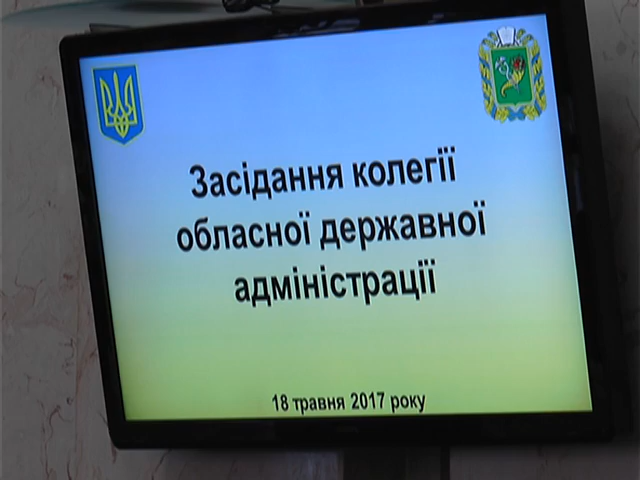 Засідання колегії
обласної державної
адміністрації
18 травня 2017 року